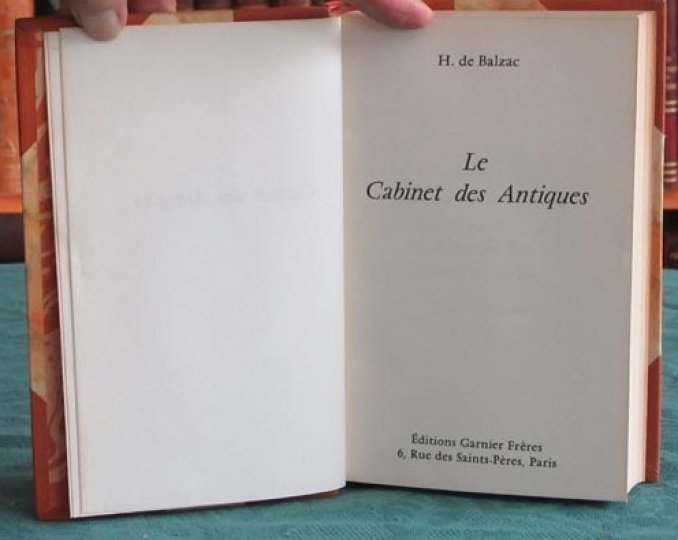 H. de Balzac
Le
Cabinet des Antiques
Éditions Garnier Frères
6, Rue des Saints-Pères, Paris